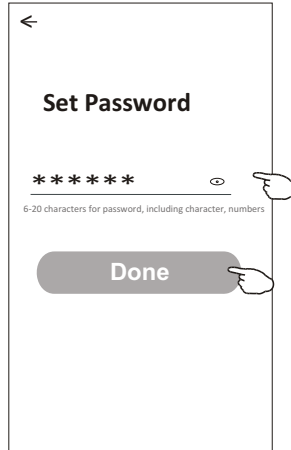 Set Password
******
6-20 characters for password, including character, numbers
Done